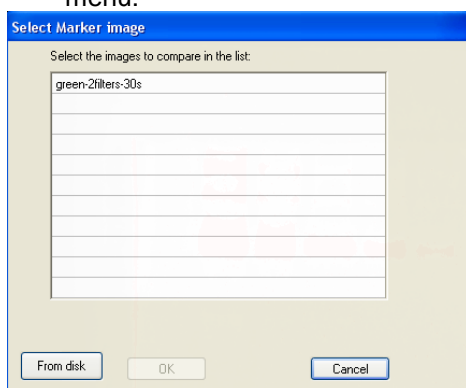 menu.
Select Marker image
Select the images to compare in the list:
green-2filters-30s
From disk OK Cancel